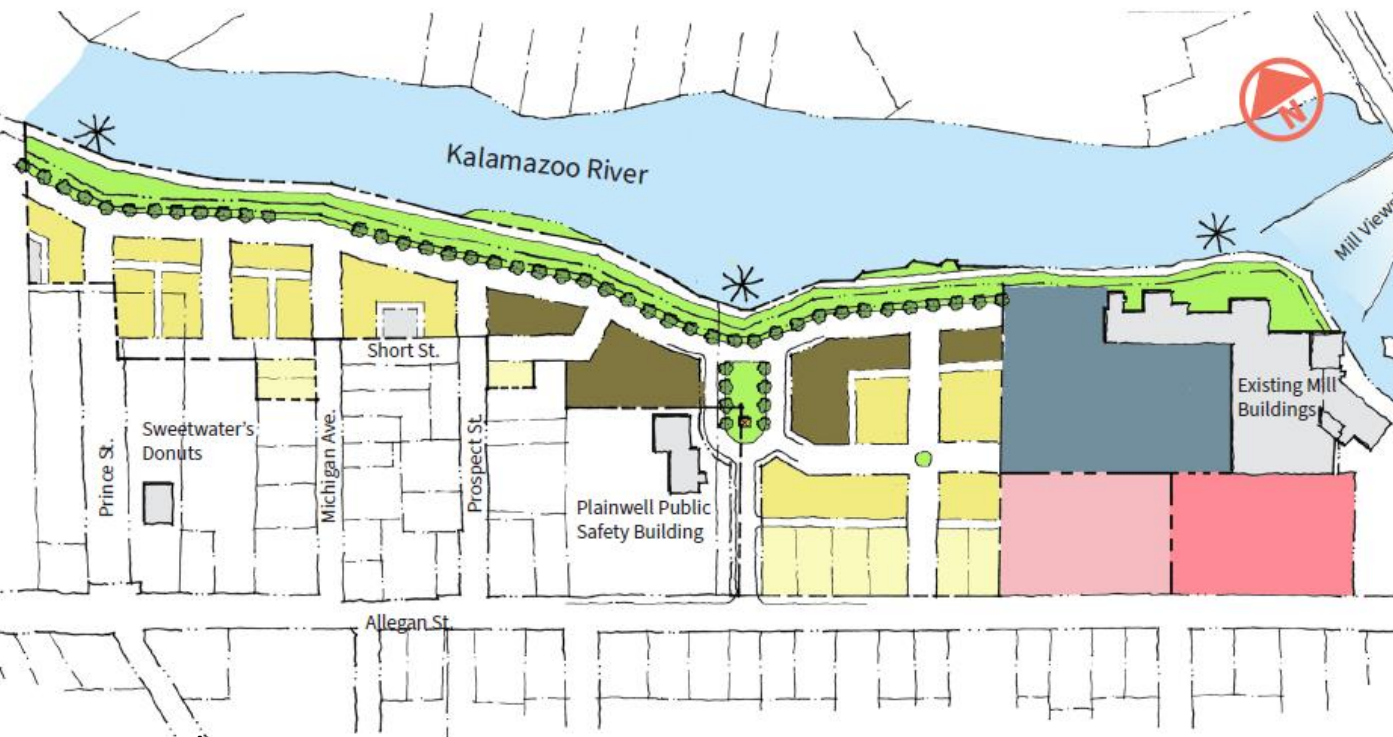 N
Kalamazoo River
Mill Views
Short St.
Existing Mill
Buildings
Sweetwater's
Donuts
Prince St.
Michigan Ave.
Prospect St.
Plainwell Public
Safety Building
Allegan St.